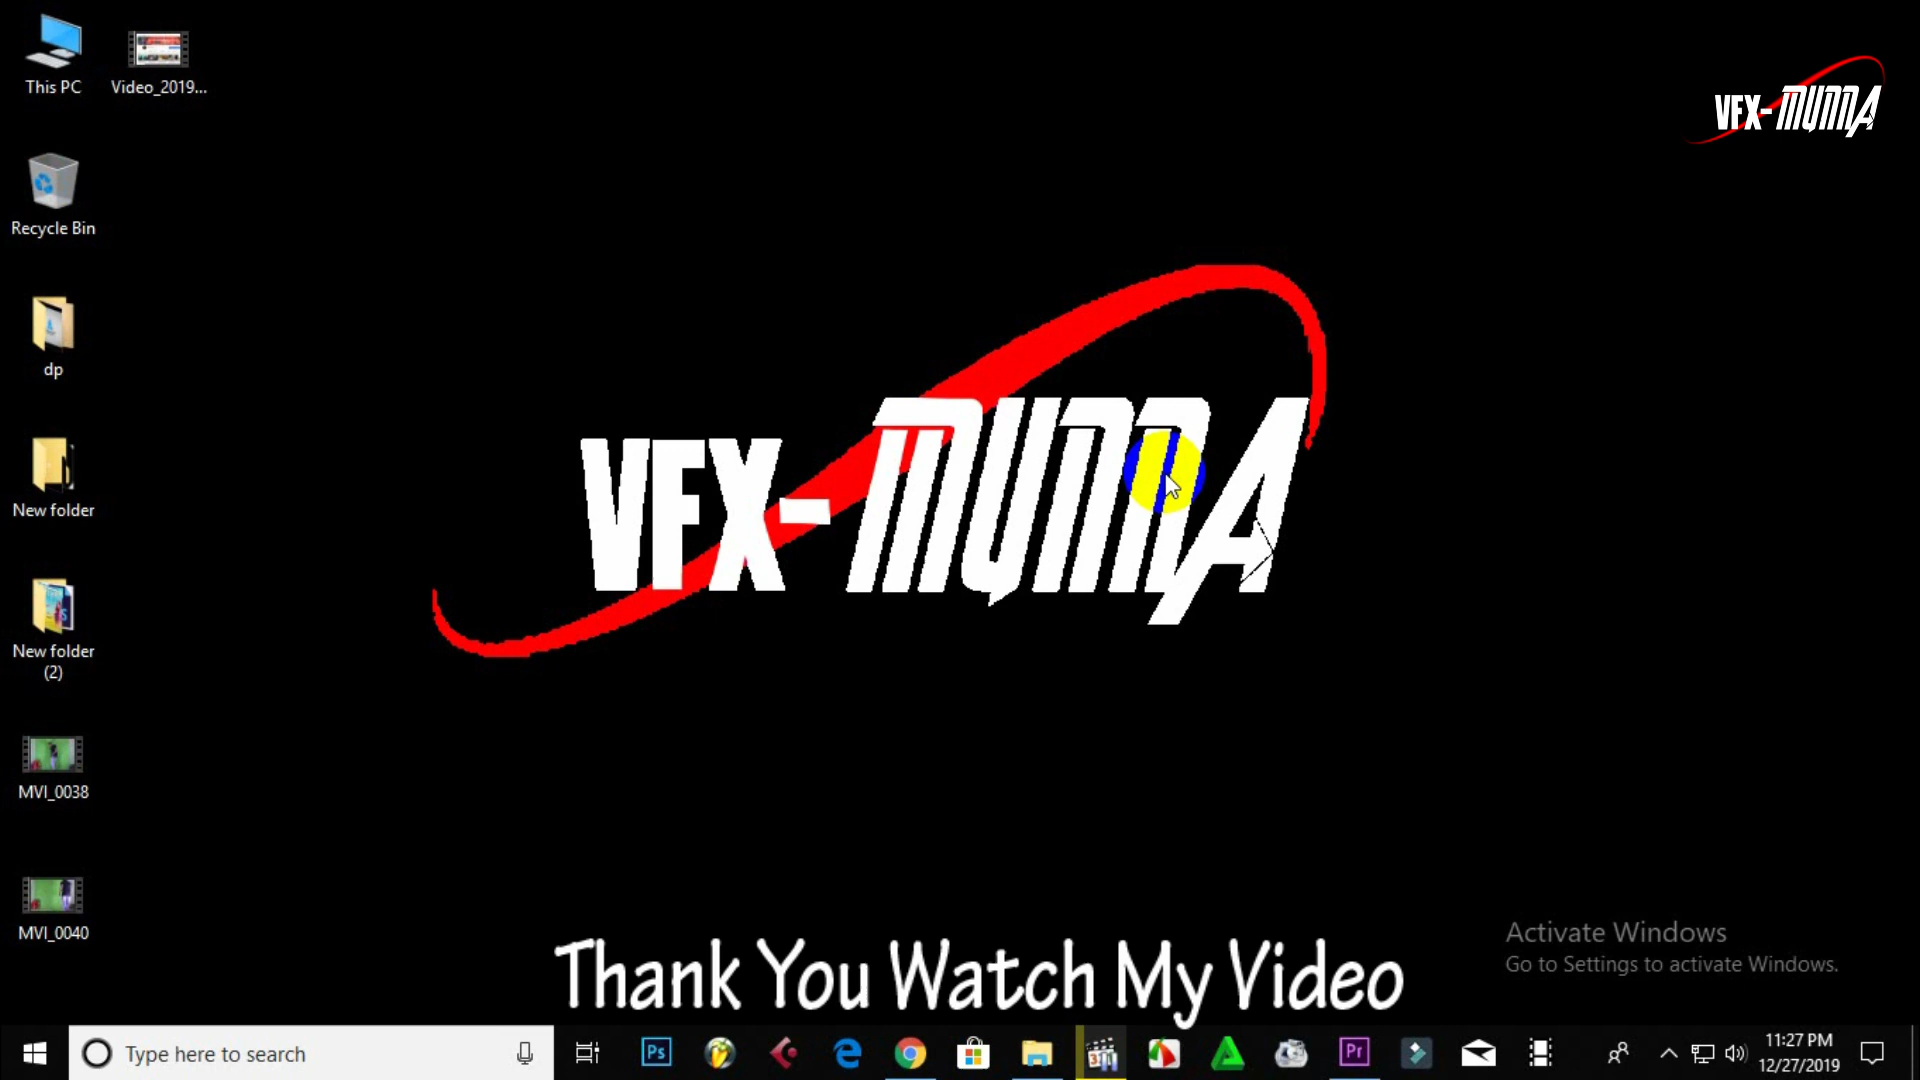 This PC
Video_2019...
VFX-MUNNA
Recycle Bin
dp
VFX-MUNNA
New folder
New folder
(2)
MVI_0038
MVI_0040
Activate Windows
Go to Settings to activate Windows.
Thank You Watch My Video
Type here to search
Ps
Pr
11:27 PM
12/27/2019